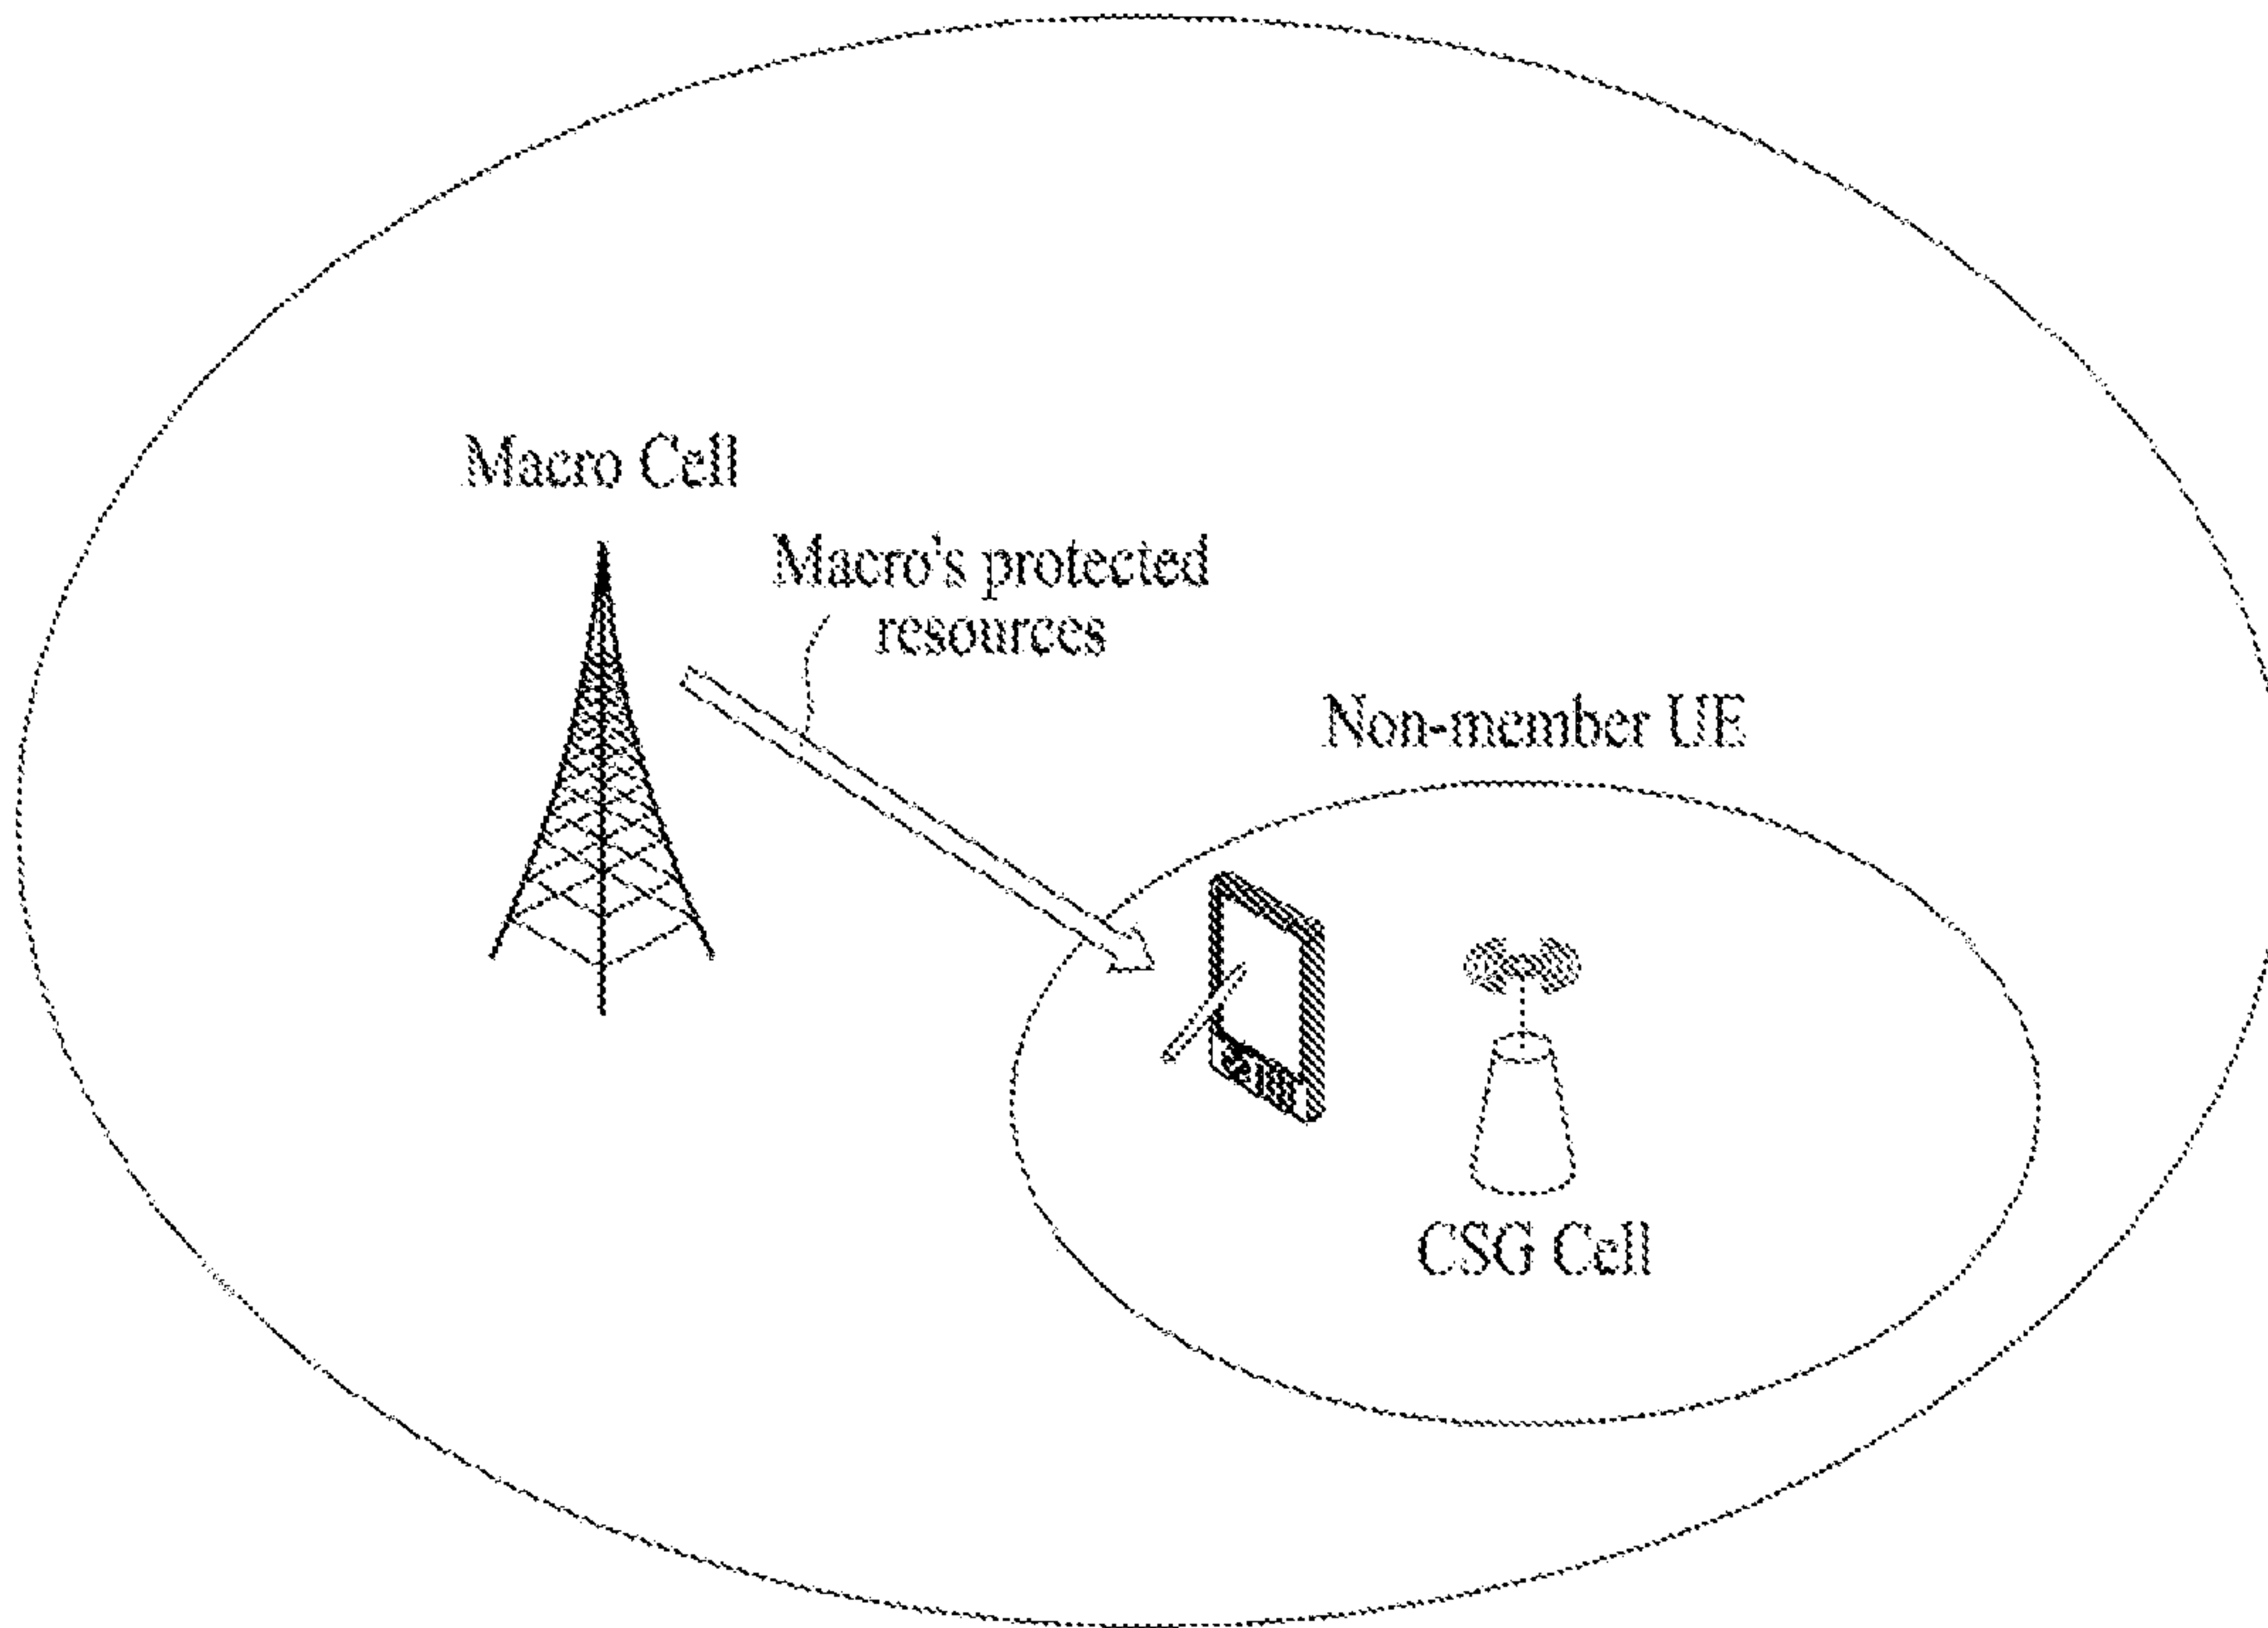 Macro Cell
Macro's protected
resources
Non-member UE
CSG Cell